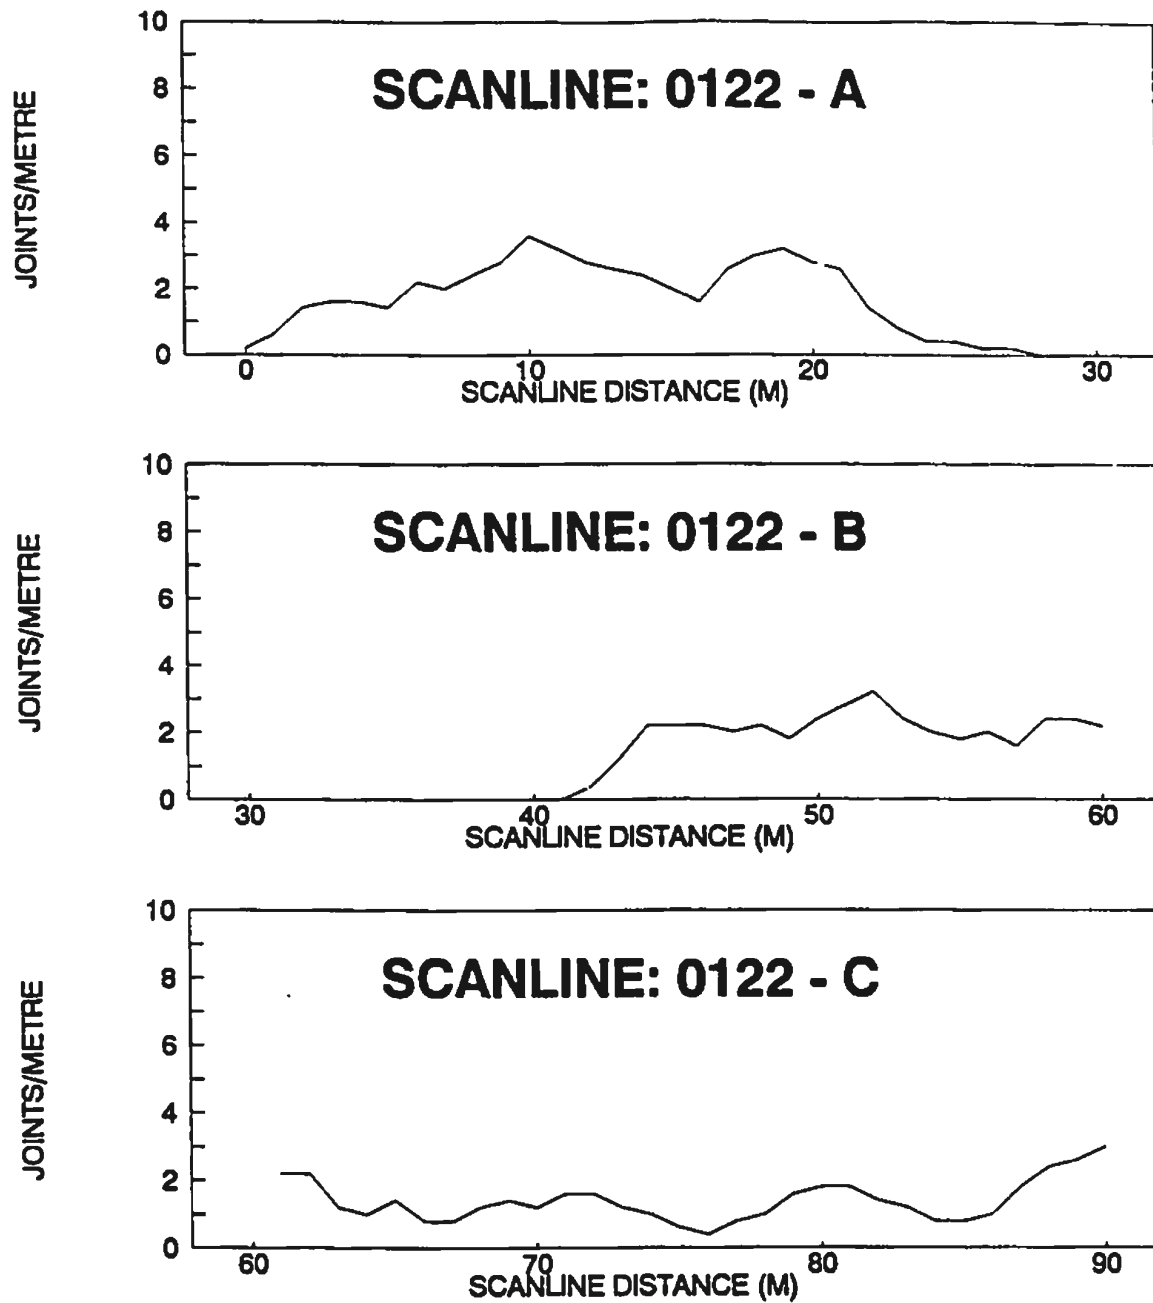 SCANLINE: 0122 - A
JOINTS/METRE
10
8
6
4
2
0
0 10 20 30
SCANLINE DISTANCE (M)
SCANLINE: 0122 - B
JOINTS/METRE
10
8
6
4
2
0
30 40 50 60
SCANLINE DISTANCE (M)
SCANLINE: 0122 - C
JOINTS/METRE
10
8
6
4
2
0
60 70 80 90
SCANLINE DISTANCE (M)